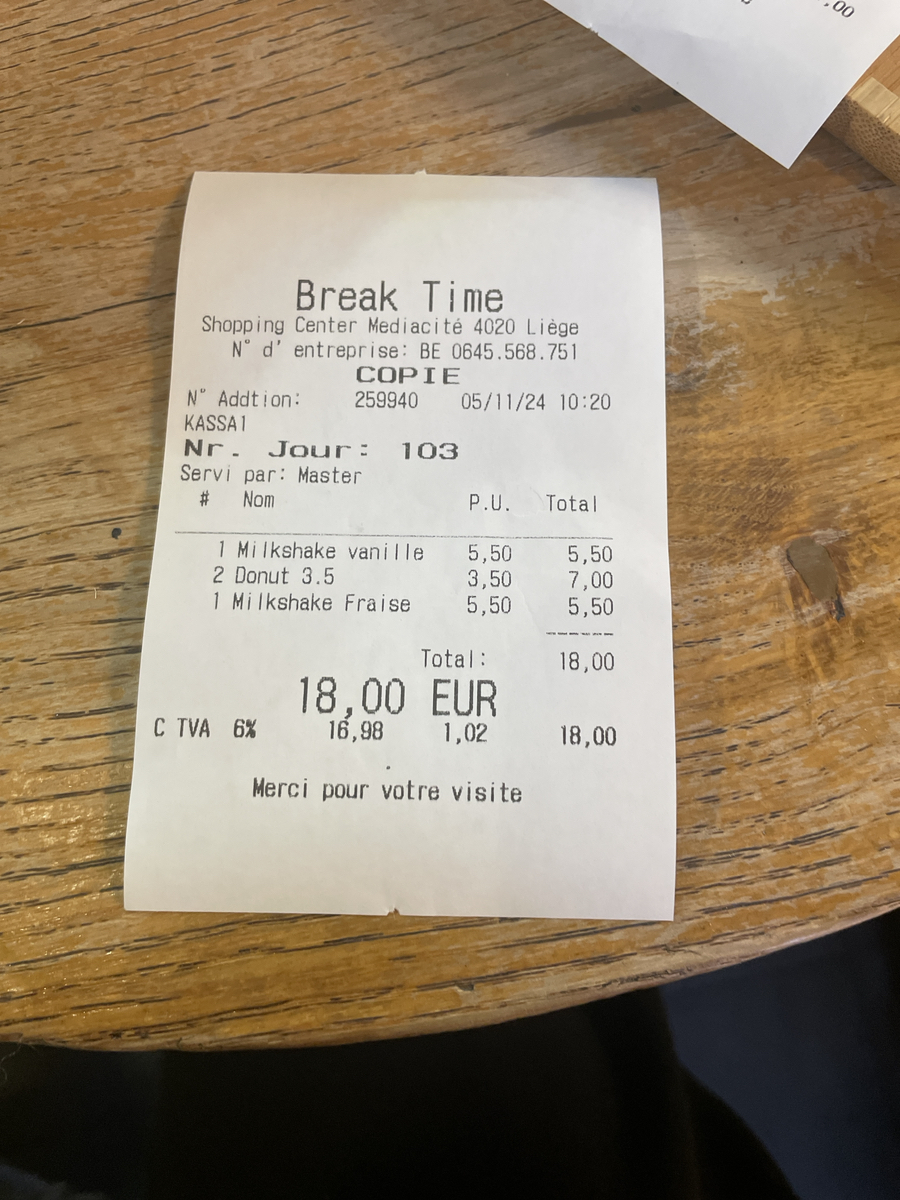 ,00
Break Time
Shopping Center Mediacité 4020 Liège
N° d' entreprise: BE 0645.568.751
COPIE
N° Addtion: 259940 05/11/24 10:20
KASSA1
Nr. Jour: 103
Servi par: Master
# Nom P.U. Total
1 Milkshake vanille 5,50 5,50
2 Donut 3.5 3,50 7,00
1 Milkshake Fraise 5,50 5,50
Total: 18,00
18,00 EUR
C TVA 6% 16,98 1,02 18,00
Merci pour votre visite